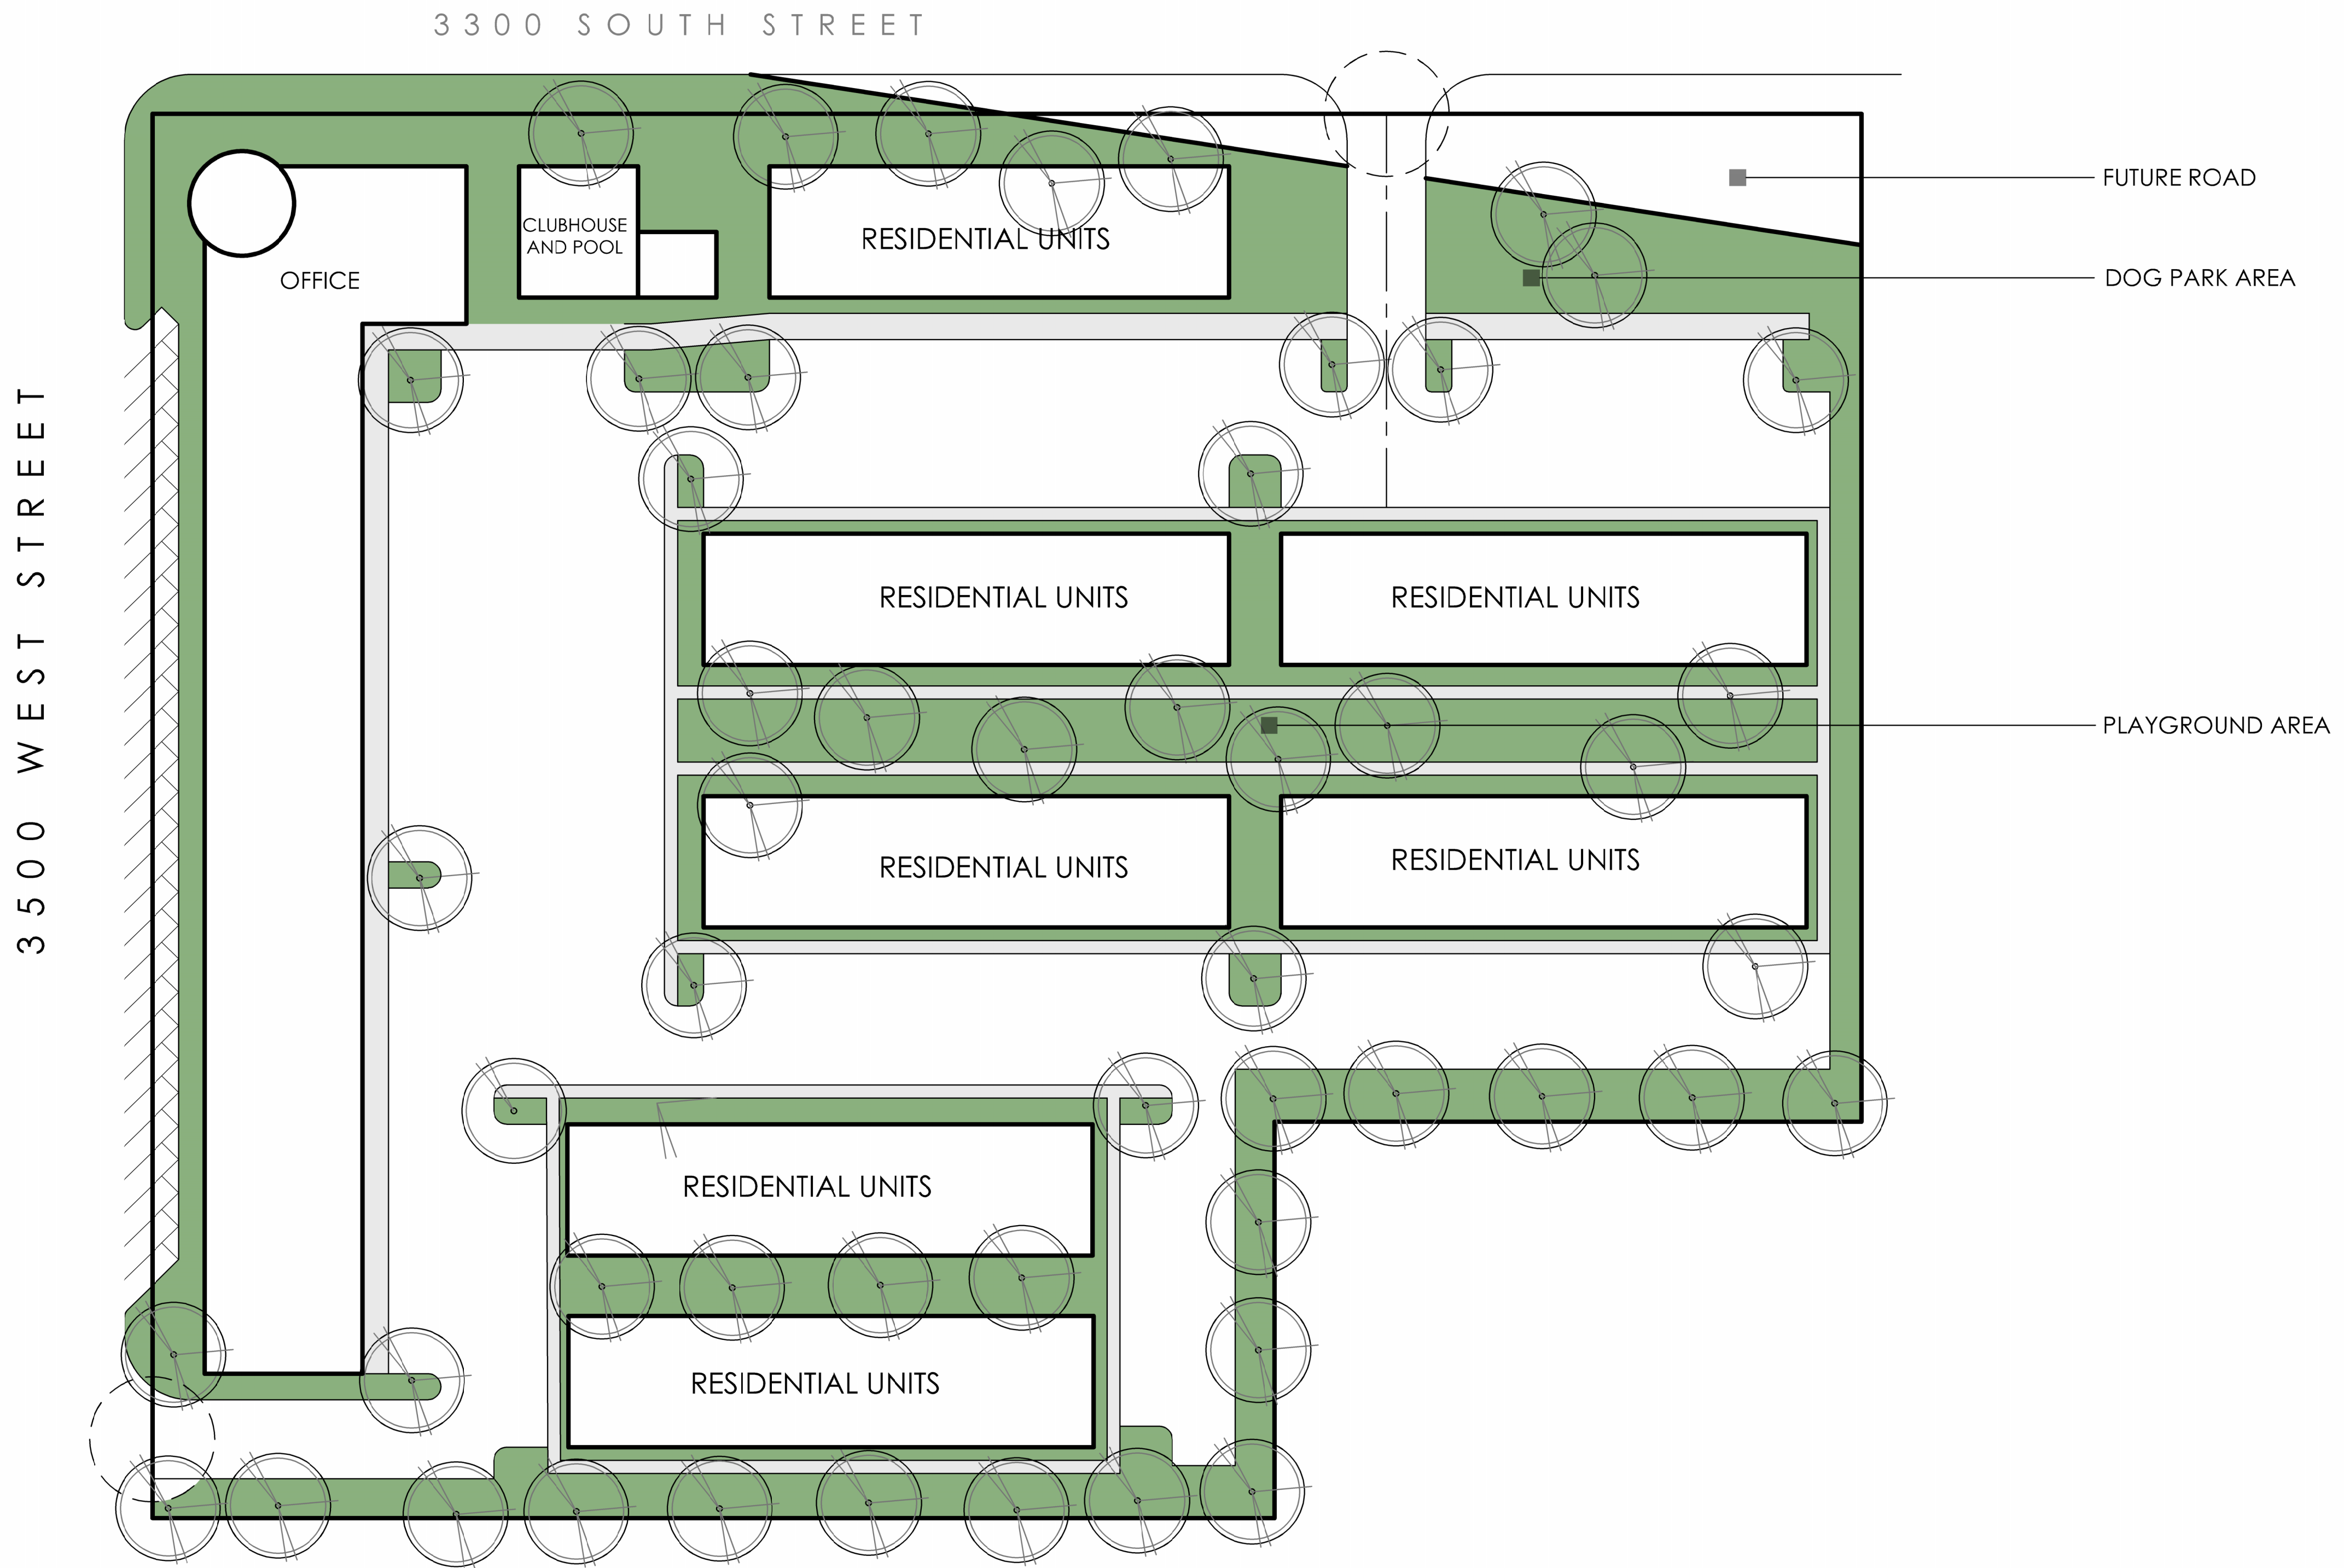 3300 SOUTH STREET
FUTURE ROAD
CLUBHOUSE
AND POOL
RESIDENTIAL UNITS
OFFICE
DOG PARK AREA
3500 WEST STREET
RESIDENTIAL UNITS
RESIDENTIAL UNITS
PLAYGROUND AREA
RESIDENTIAL UNITS
RESIDENTIAL UNITS
RESIDENTIAL UNITS
RESIDENTIAL UNITS